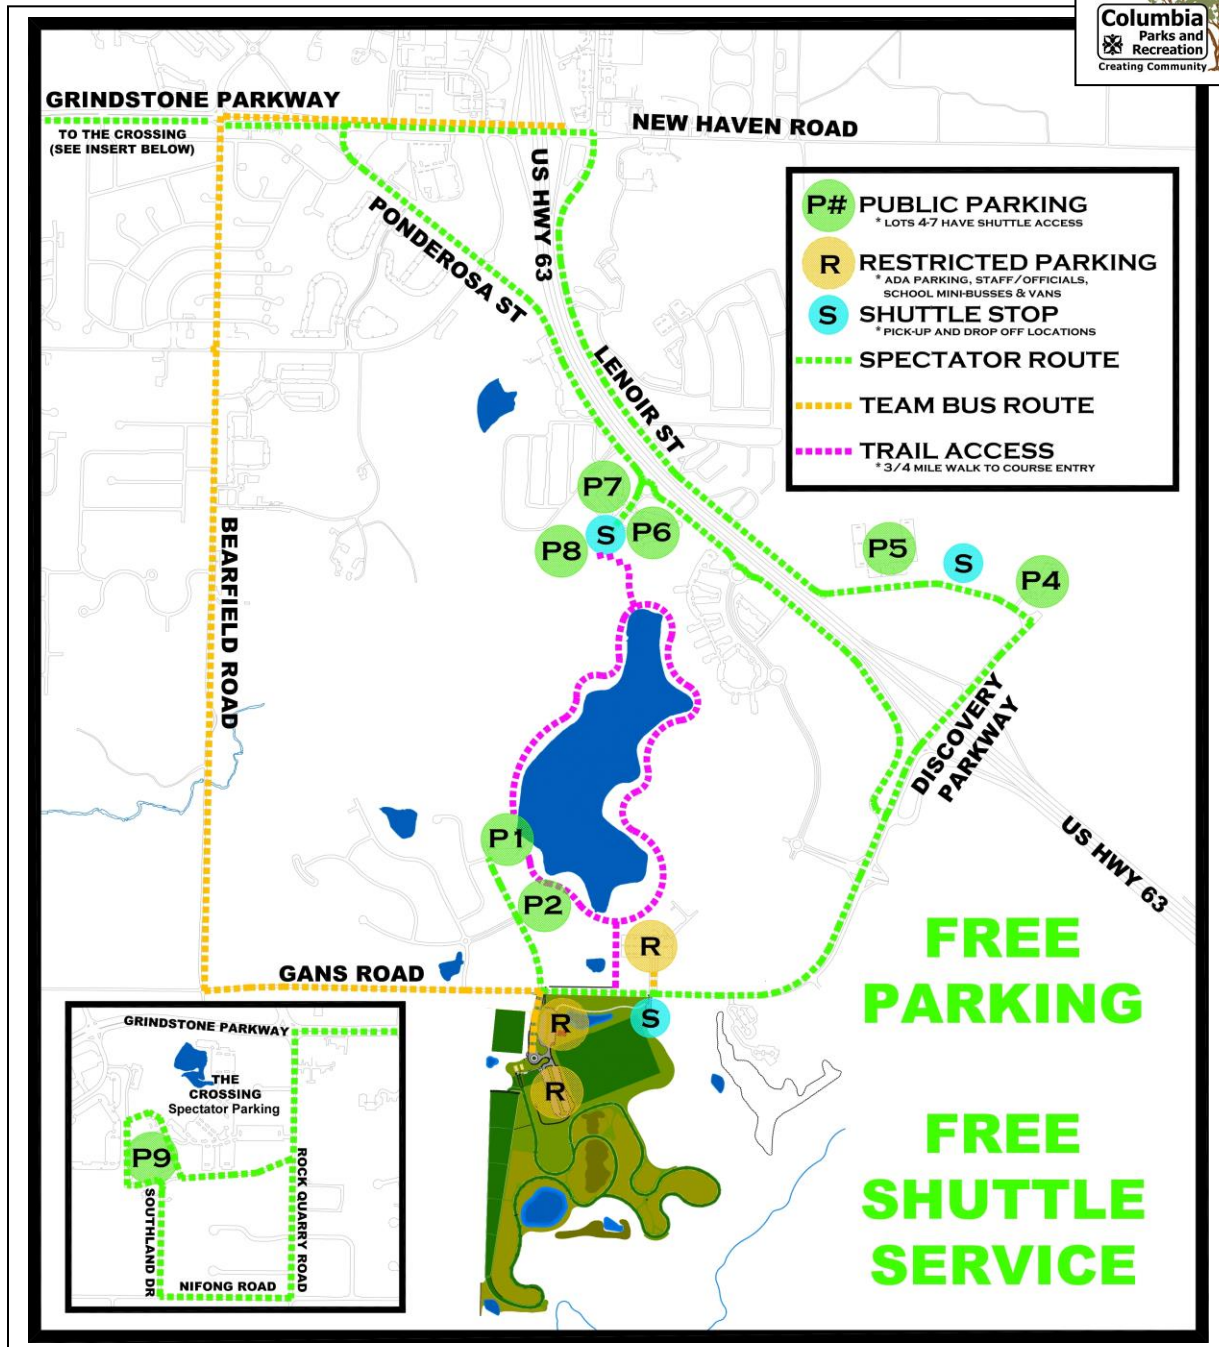 Columbia
Parks and
Recreation
Creating Community
GRINDSTONE PARKWAY
TO THE CROSSING
(SEE INSERT BELOW)
NEW HAVEN ROAD
US HWY 63
PONDEROSA ST
LENOIR ST
P# PUBLIC PARKING
* LOTS 4-7 HAVE SHUTTLE ACCESS
R RESTRICTED PARKING
* ADA PARKING, STAFF/OFFICIALS,
SCHOOL MINI-BUSSES & VANS
S SHUTTLE STOP
* PICK-UP AND DROP OFF LOCATIONS
SPECTATOR ROUTE
TEAM BUS ROUTE
TRAIL ACCESS
* 3/4 MILE WALK TO COURSE ENTRY
P7
S
P6
P8
P5
S
P4
BEARFIELD ROAD
DISCOVERY
PARKWAY
US HWY 63
P1
P2
R
GANS ROAD
R
S
R
FREE
PARKING
FREE
SHUTTLE
SERVICE
GRINDSTONE PARKWAY
THE
CROSSING
Spectator Parking
P9
SOUTHLAND DR
ROCK QUARRY ROAD
NIFONG ROAD